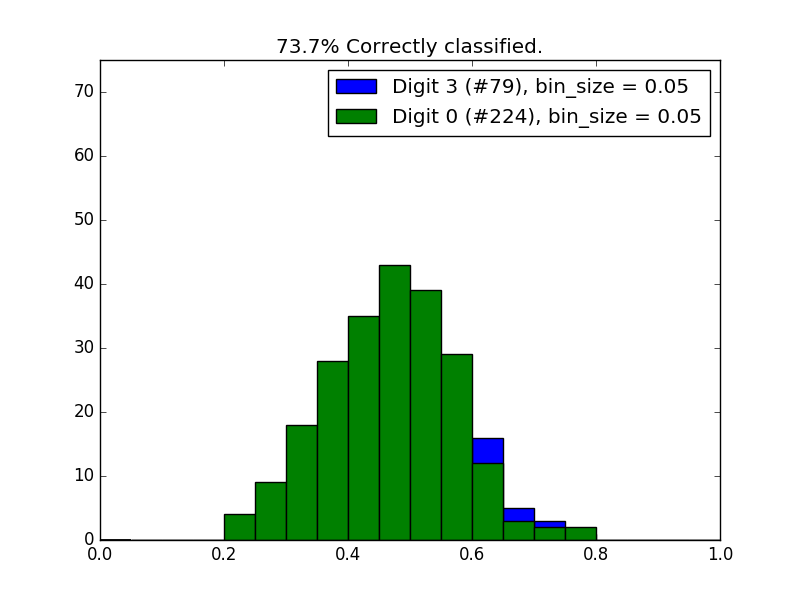 73.7% Correctly classified.
Digit 3 (#79), bin_size = 0.05
Digit 0 (#224), bin_size = 0.05
70
60
50
40
30
20
10
0
0.0 0.2 0.4 0.6 0.8 1.0